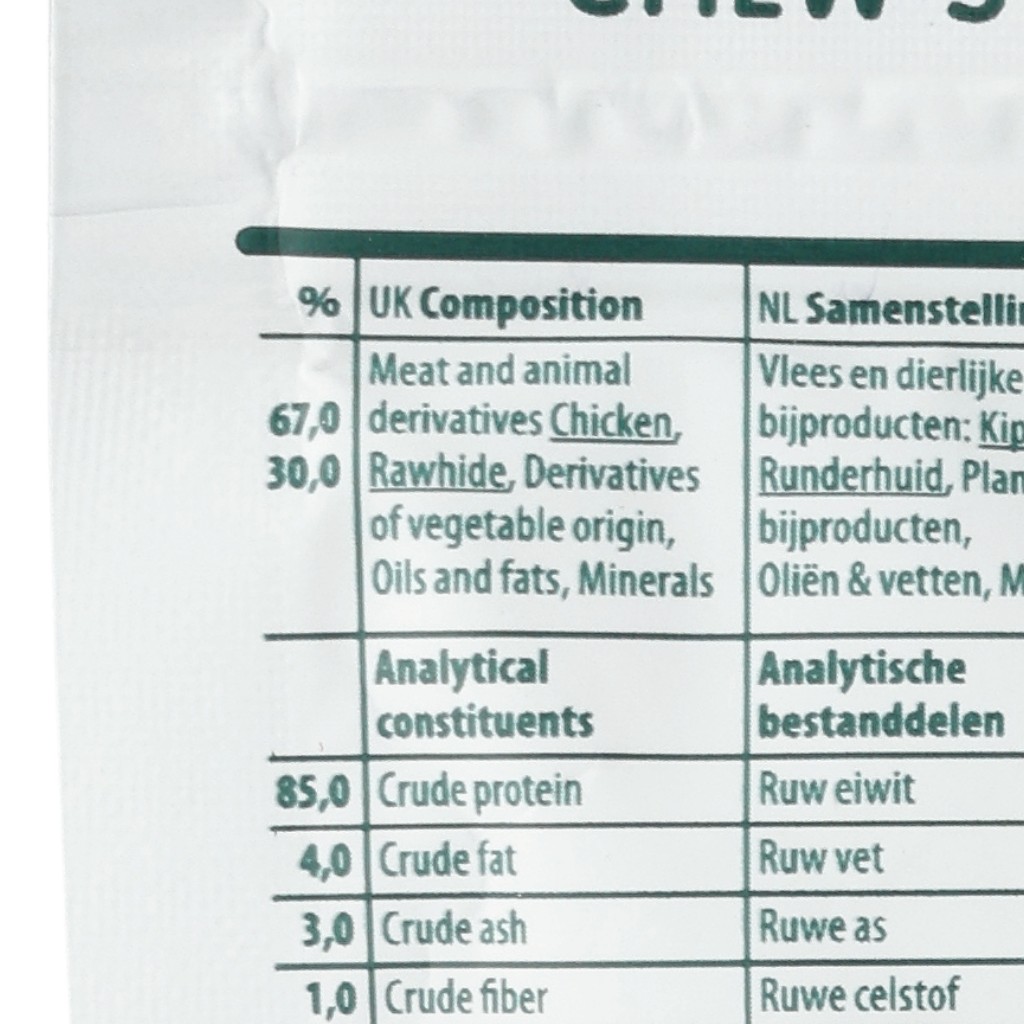 % UK Composition NL
Meat and animal Vlees en dierlijke
67,0 derivatives Chicken, bijproducten:
30,0 Rawhide, Derivatives Runderhuid,
of vegetable origin, bijproducten,
Oils and fats, Minerals Oliën & vetten,
Analytical Analytische
constituents bestanddelen
85,0 Crude protein Ruw eiwit
4,0 Crude fat Ruw vet
3,0 Crude ash Ruwe as
1,0 Crude fiber Ruwe celstof